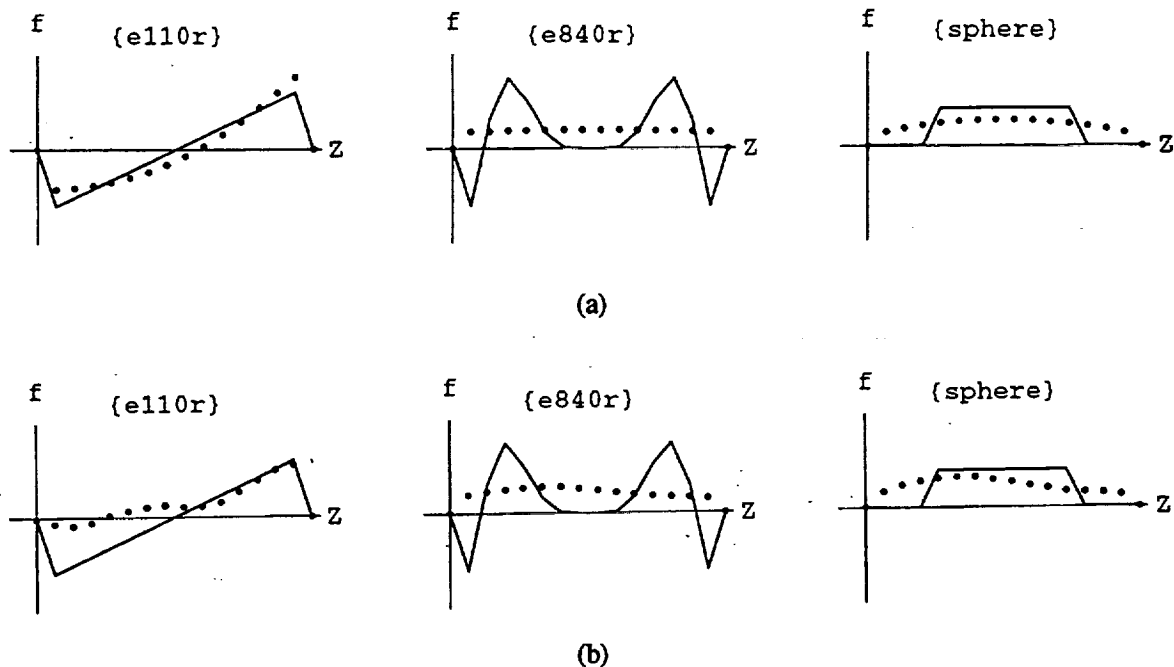 f {e110r} Z
f {e840r} Z
f {sphere} Z
(a)
f {e110r} Z
f {e840r} Z
f {sphere} Z
(b)